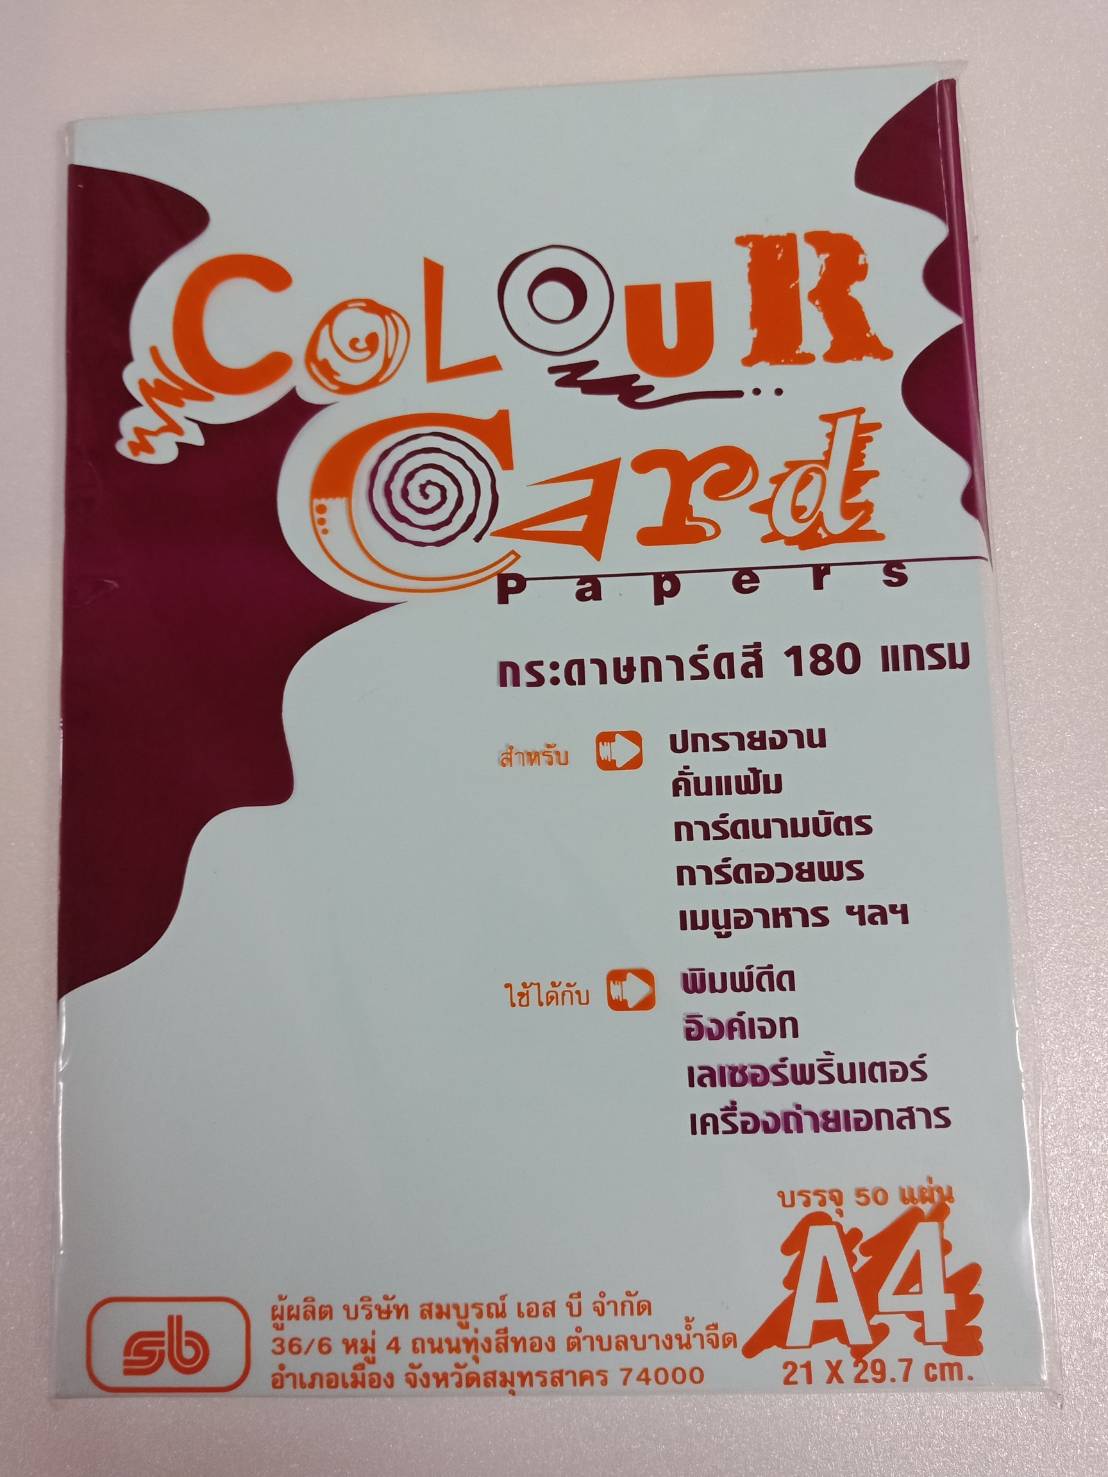 COLOUR
Card
Papers
กระดาษการ์ดสี 180 แกรม
สำหรับ
ปกรายงาน
คั่นแฟ้ม
การ์ดนามบัตร
การ์ดอวยพร
เมนูอาหาร ฯลฯ
ใช้ได้กับ
พิมพ์ดีด
อิงค์เจท
เลเซอร์พริ้นเตอร์
เครื่องถ่ายเอกสาร
บรรจุ 50 แผ่น
A4
21 X 29.7 cm.
sb
ผู้ผลิต บริษัท สมบูรณ์ เอส บี จำกัด
36/6 หมู่ 4 ถนนทุ่งสีทอง ตำบลบางน้ำจืด
อำเภอเมือง จังหวัดสมุทรสาคร 74000